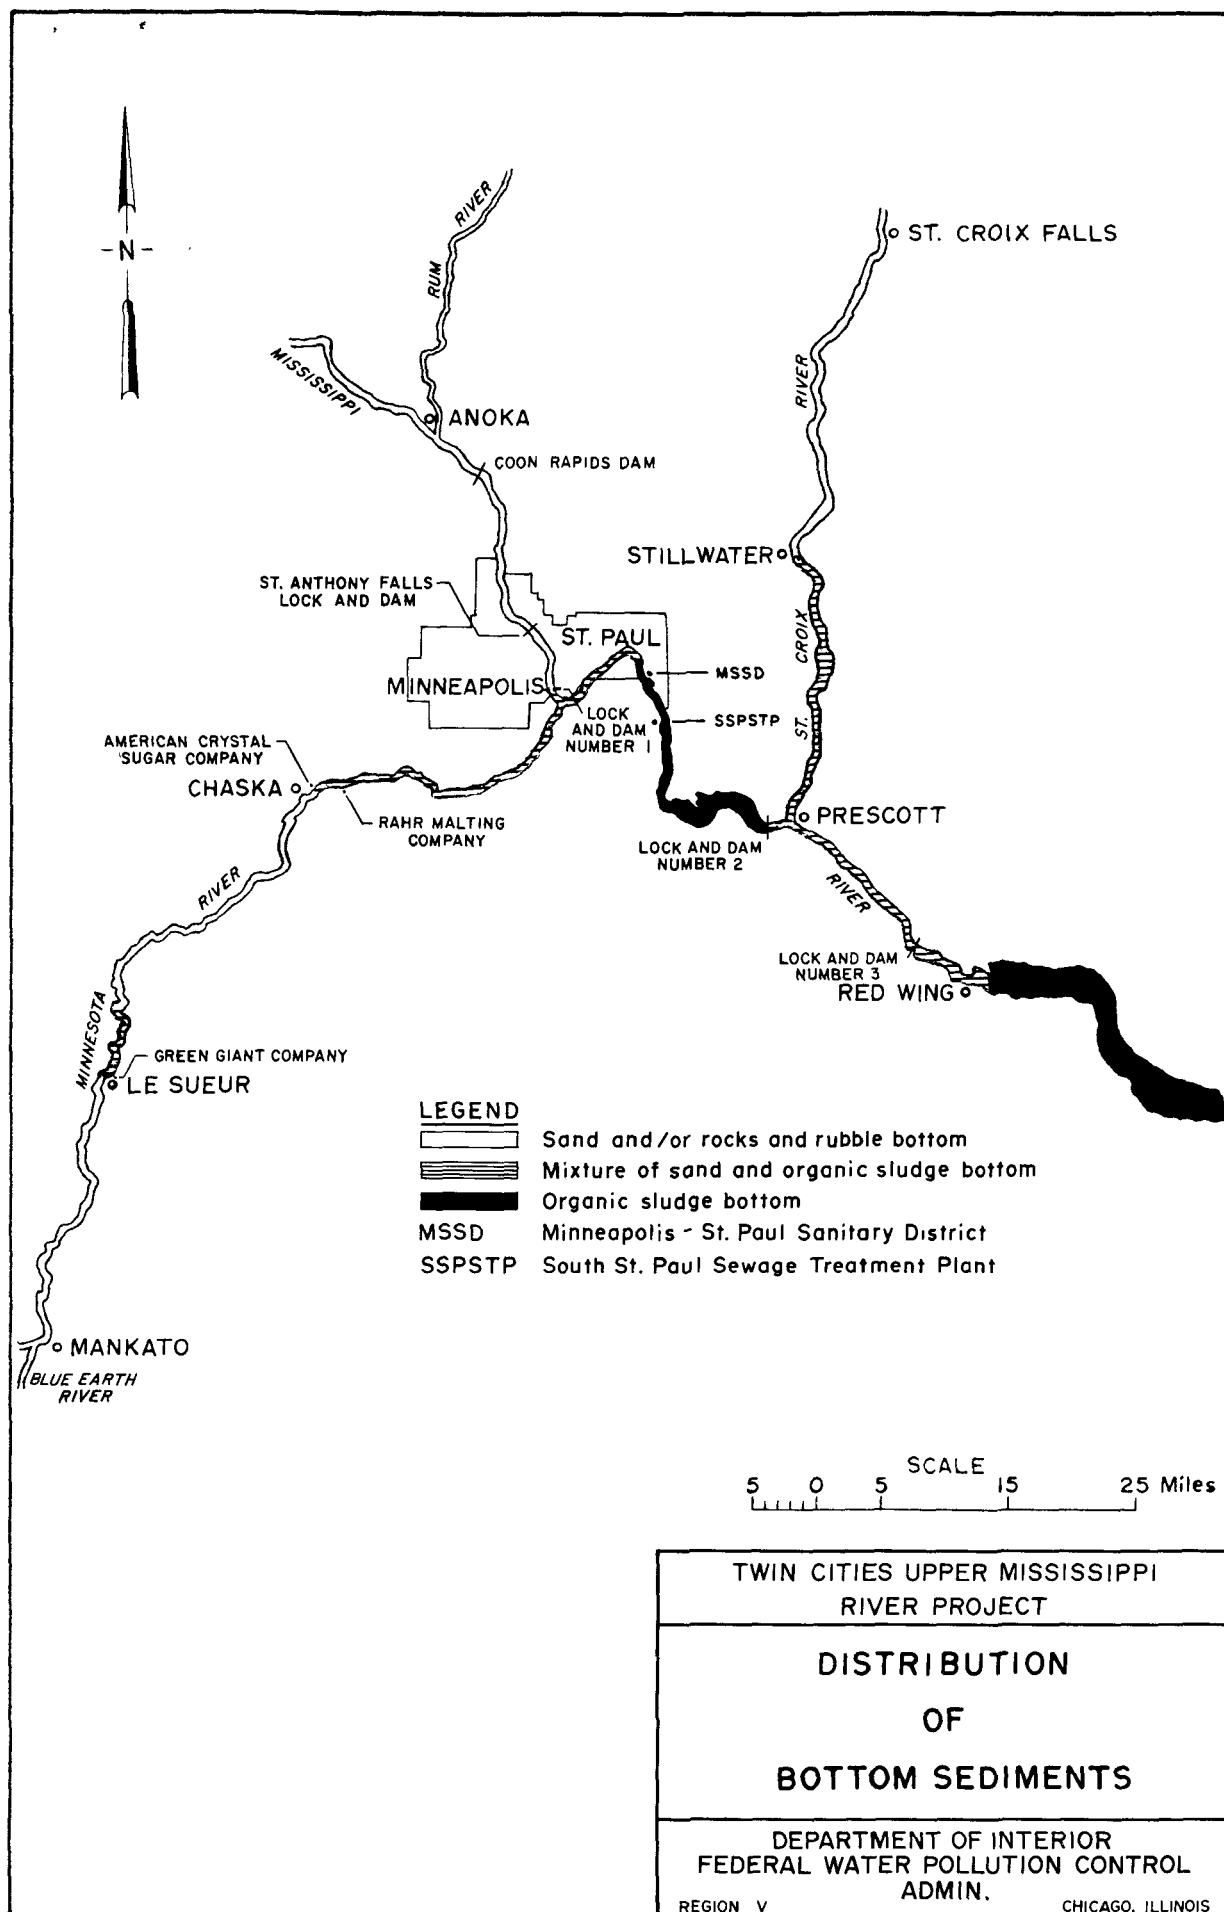 -N-
RUM
RIVER
MISSISSIPPI
ANOKA
COON RAPIDS DAM
ST. CROIX FALLS
RIVER
STILLWATER
CROIX
ST.
ST. ANTHONY FALLS
LOCK AND DAM
ST. PAUL
MINNEAPOLIS
MSSD
SSPSTP
LOCK
AND DAM
NUMBER 1
AMERICAN CRYSTAL
SUGAR COMPANY
CHASKA
RAHR MALTING
COMPANY
PRESCOTT
LOCK AND DAM
NUMBER 2
RIVER
RIVER
LOCK AND DAM
NUMBER 3
RED WING
MINNESOTA
GREEN GIANT COMPANY
LE SUEUR
LEGEND
Sand and/or rocks and rubble bottom
Mixture of sand and organic sludge bottom
Organic sludge bottom
MSSD Minneapolis - St. Paul Sanitary District
SSPSTP South St. Paul Sewage Treatment Plant
MANKATO
BLUE EARTH
RIVER
SCALE
5 0 5 15 25 Miles
TWIN CITIES UPPER MISSISSIPPI
RIVER PROJECT
DISTRIBUTION
OF
BOTTOM SEDIMENTS
DEPARTMENT OF INTERIOR
FEDERAL WATER POLLUTION CONTROL
ADMIN.
REGION V CHICAGO, ILLINOIS